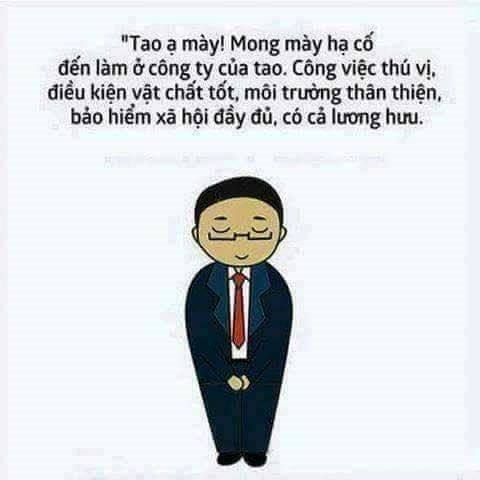 "Tao ạ mày! Mong mày hạ cố
đến làm ở công ty của tao. Công việc thú vị,
điều kiện vật chất tốt, môi trường thân thiện,
bảo hiểm xã hội đầy đủ, có cả lương hưu.